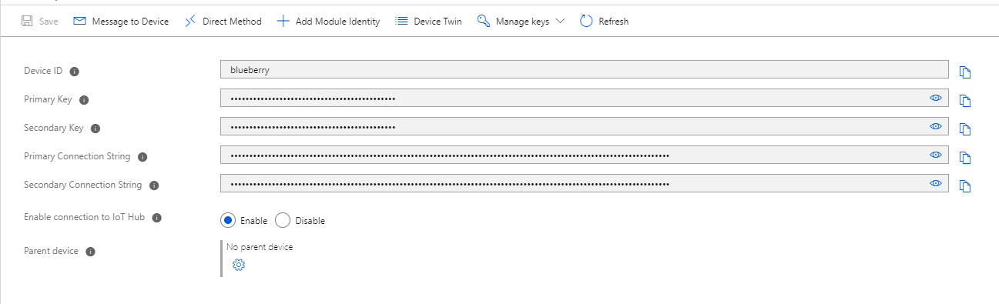 Save Message to Device Direct Method Add Module Identity Device Twin Manage keys Refresh
Device ID blueberry
Primary Key
Secondary Key
Primary Connection String
Secondary Connection String
Enable connection to IoT Hub Enable Disable
Parent device No parent device